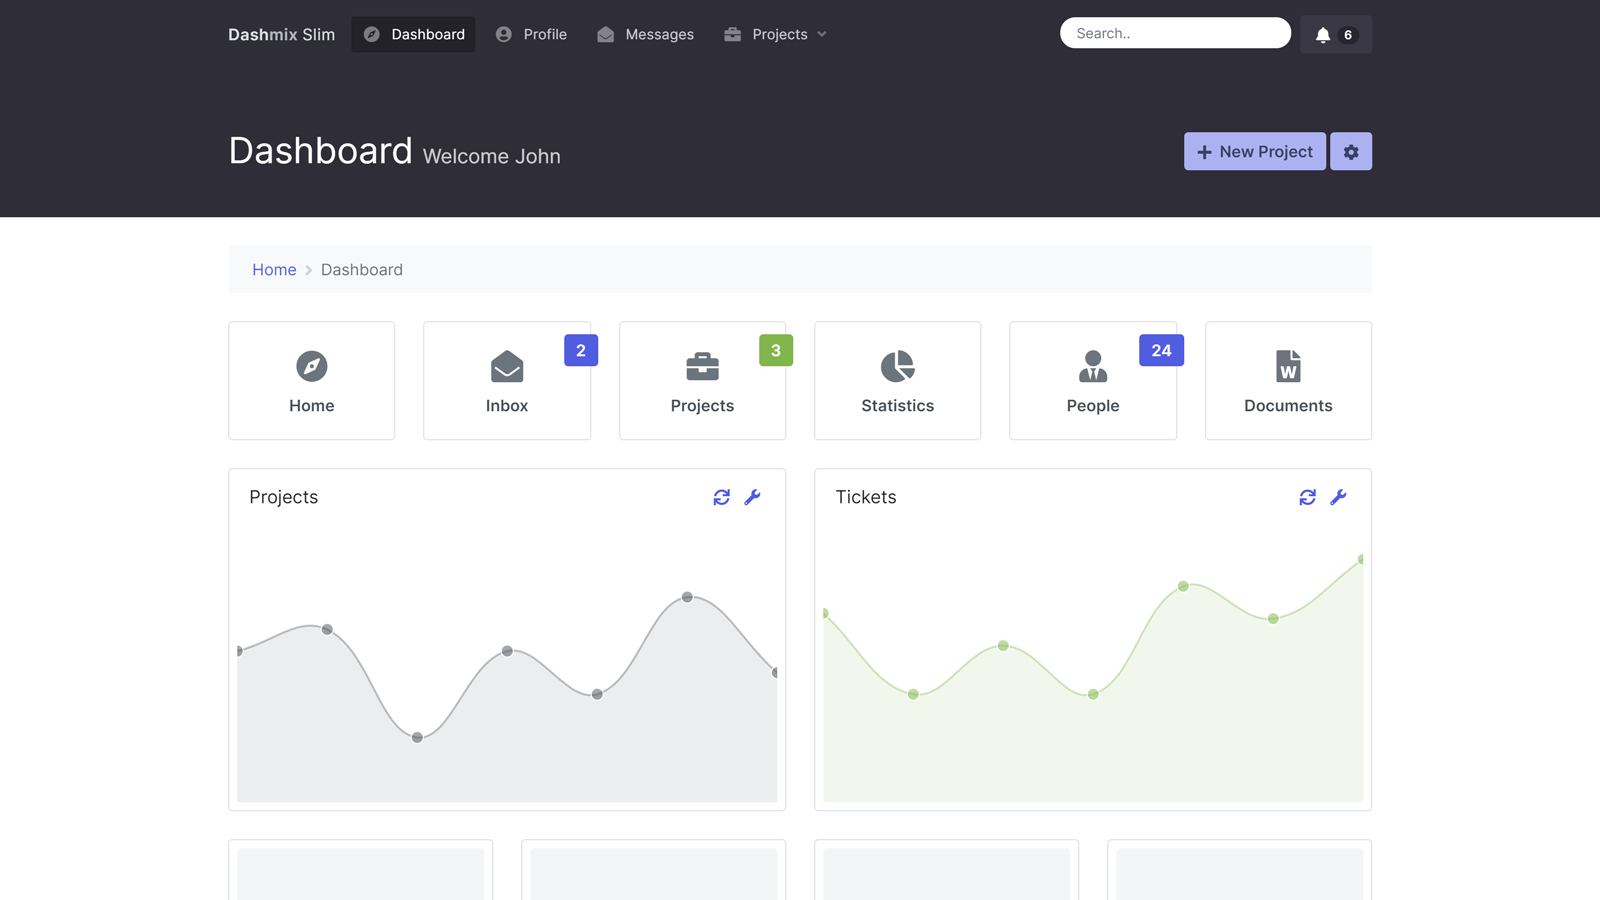 Dashmix Slim Dashboard Profile Messages Projects Search.. 6
Dashboard Welcome John New Project
Home Dashboard
2 3 24
W
Home Inbox Projects Statistics People Documents
Projects Tickets